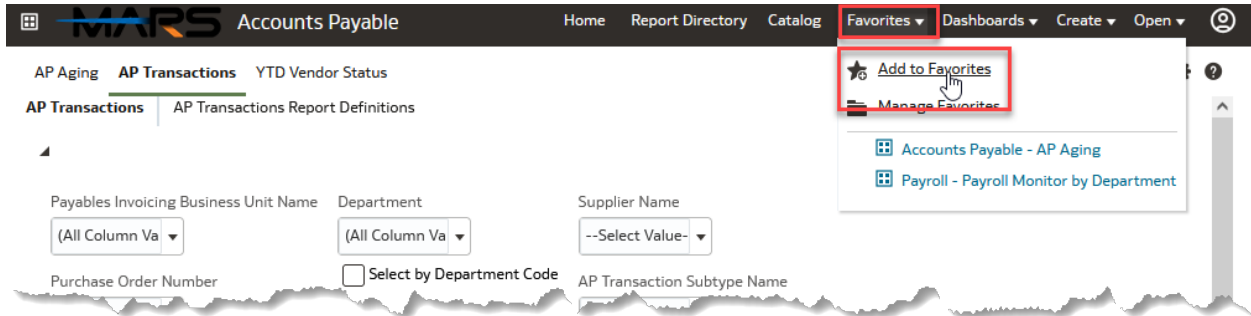 MARS Accounts Payable Home Report Directory Catalog Favorites Dashboards Create Open
AP Aging AP Transactions YTD Vendor Status
AP Transactions AP Transactions Report Definitions
Add to Favorites
Manage Favorites
Accounts Payable - AP Aging
Payroll - Payroll Monitor by Department
Payables Invoicing Business Unit Name Department Supplier Name
(All Column Va (All Column Va --Select Value-
Select by Department Code
Purchase Order Number AP Transaction Subtype Name